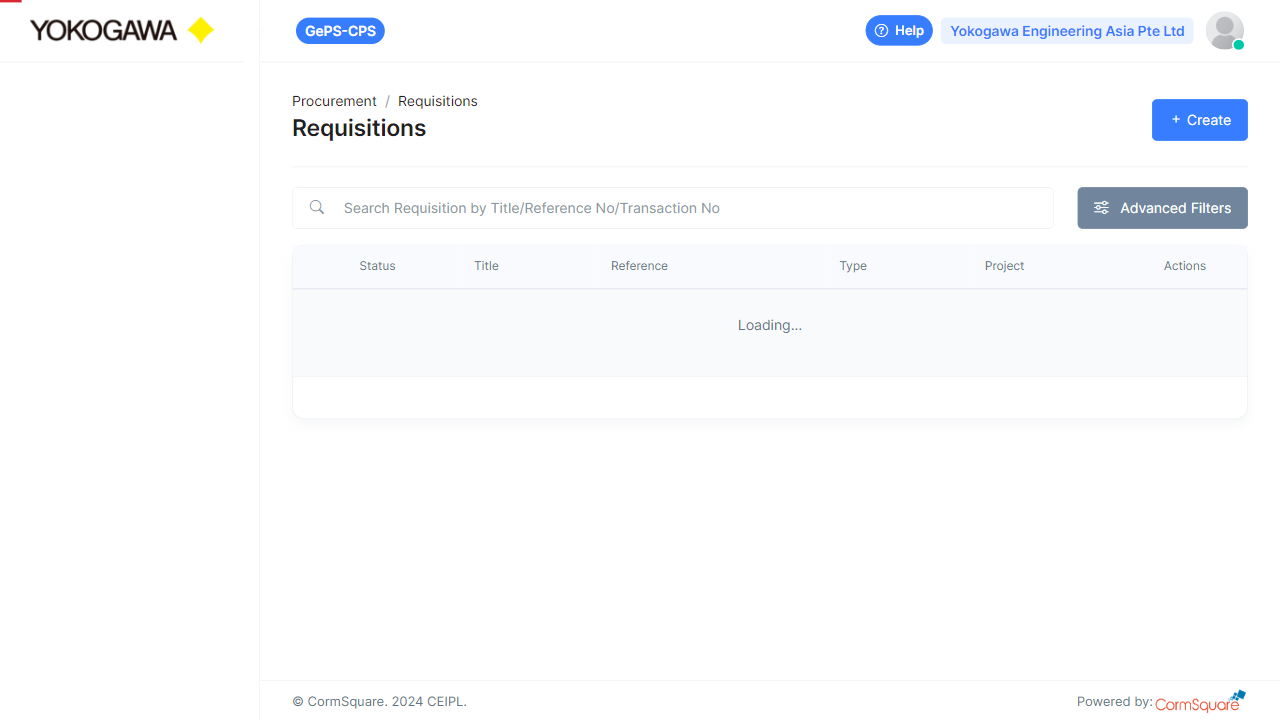 YOKOGAWA
GePS-CPS
Help
Yokogawa Engineering Asia Pte Ltd
Procurement / Requisitions
Requisitions
+ Create
Search Requisition by Title/Reference No/Transaction No
Advanced Filters
Status Title Reference Type Project Actions
Loading...
© CormSquare. 2024 CEIPL.
Powered by: CormSquare